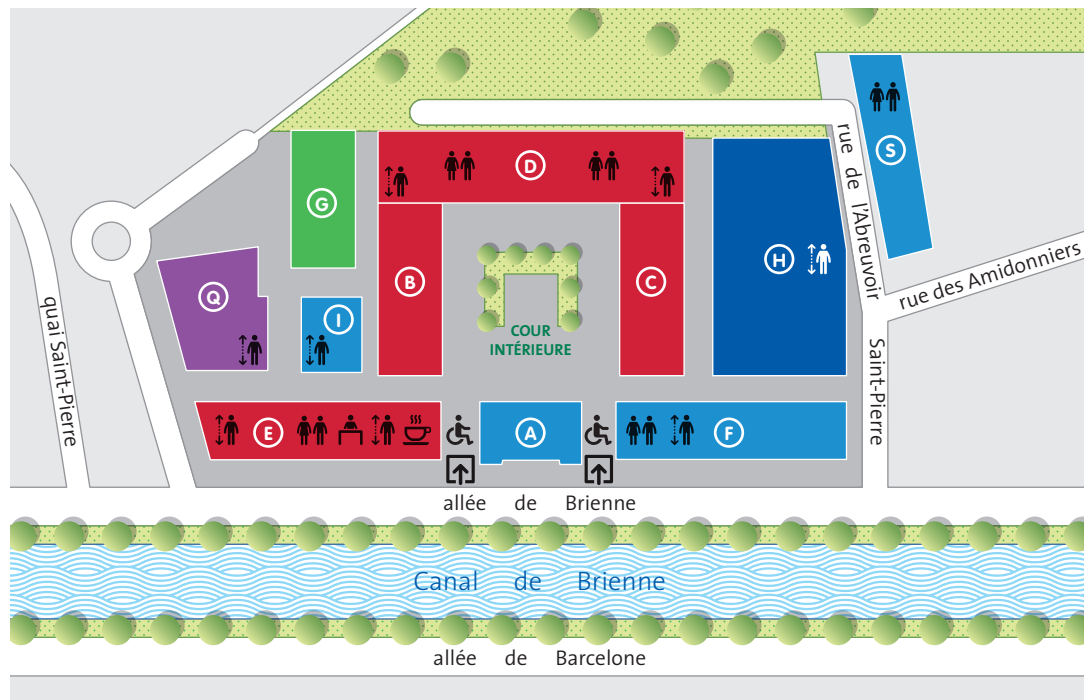 S
D
rue de l'Abreuvoir
G
H
rue des Amidonniers
B
C
Q
I
COUR
INTÉRIEURE
quai Saint-Pierre
Saint-Pierre
E
A
F
allée de Brienne
Canal de Brienne
allée de Barcelone